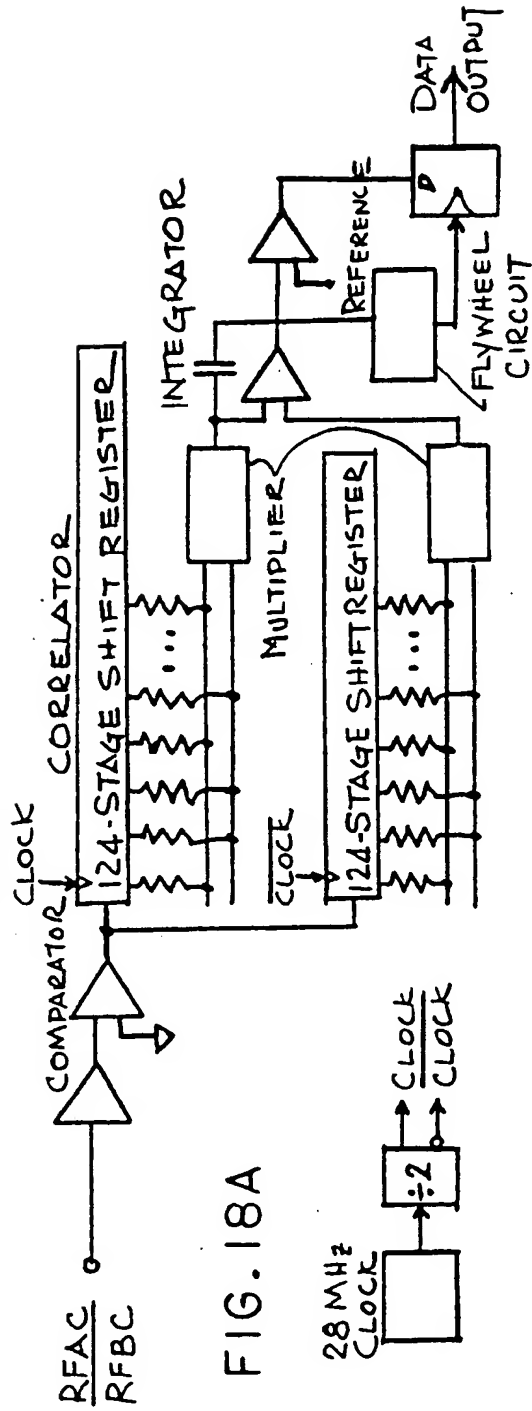 RFAC
RFBC
FIG. 18A
28 MHz
CLOCK
÷2
CLOCK
CLOCK
COMPARATOR
CLOCK
CORRELATOR
124-STAGE SHIFT REGISTER
CLOCK
124-STAGE SHIFT REGISTER
...
...
MULTIPLIER
INTEGRATOR
REFERENCE
FLYWHEEL
CIRCUIT
D
DATA
OUTPUT